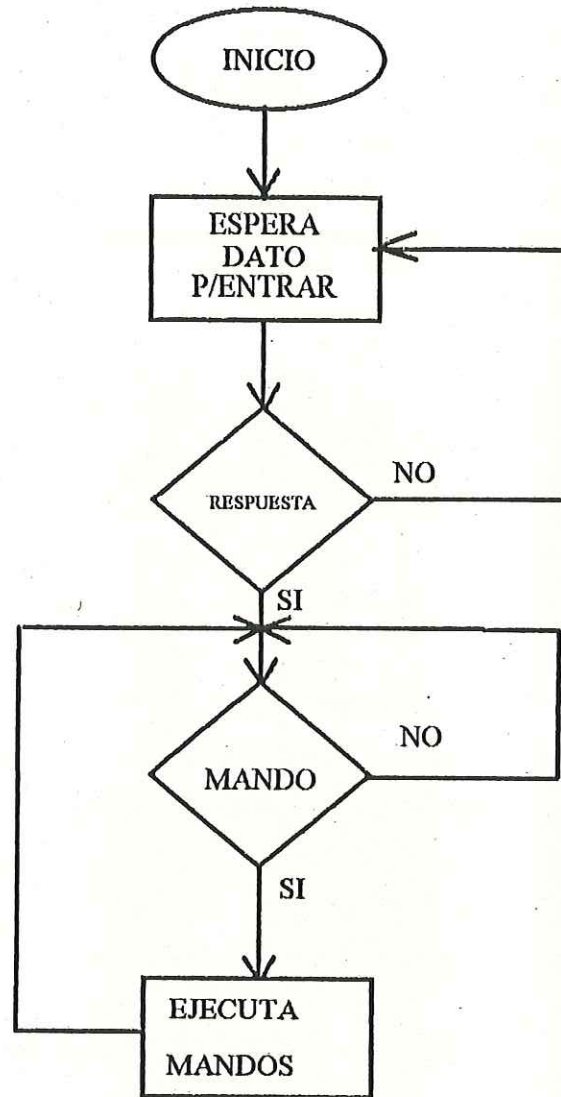 INICIO
ESPERA
DATO
P/ENTRAR
RESPUESTA
NO
SI
MANDO
NO
SI
EJECUTA
MANDOS